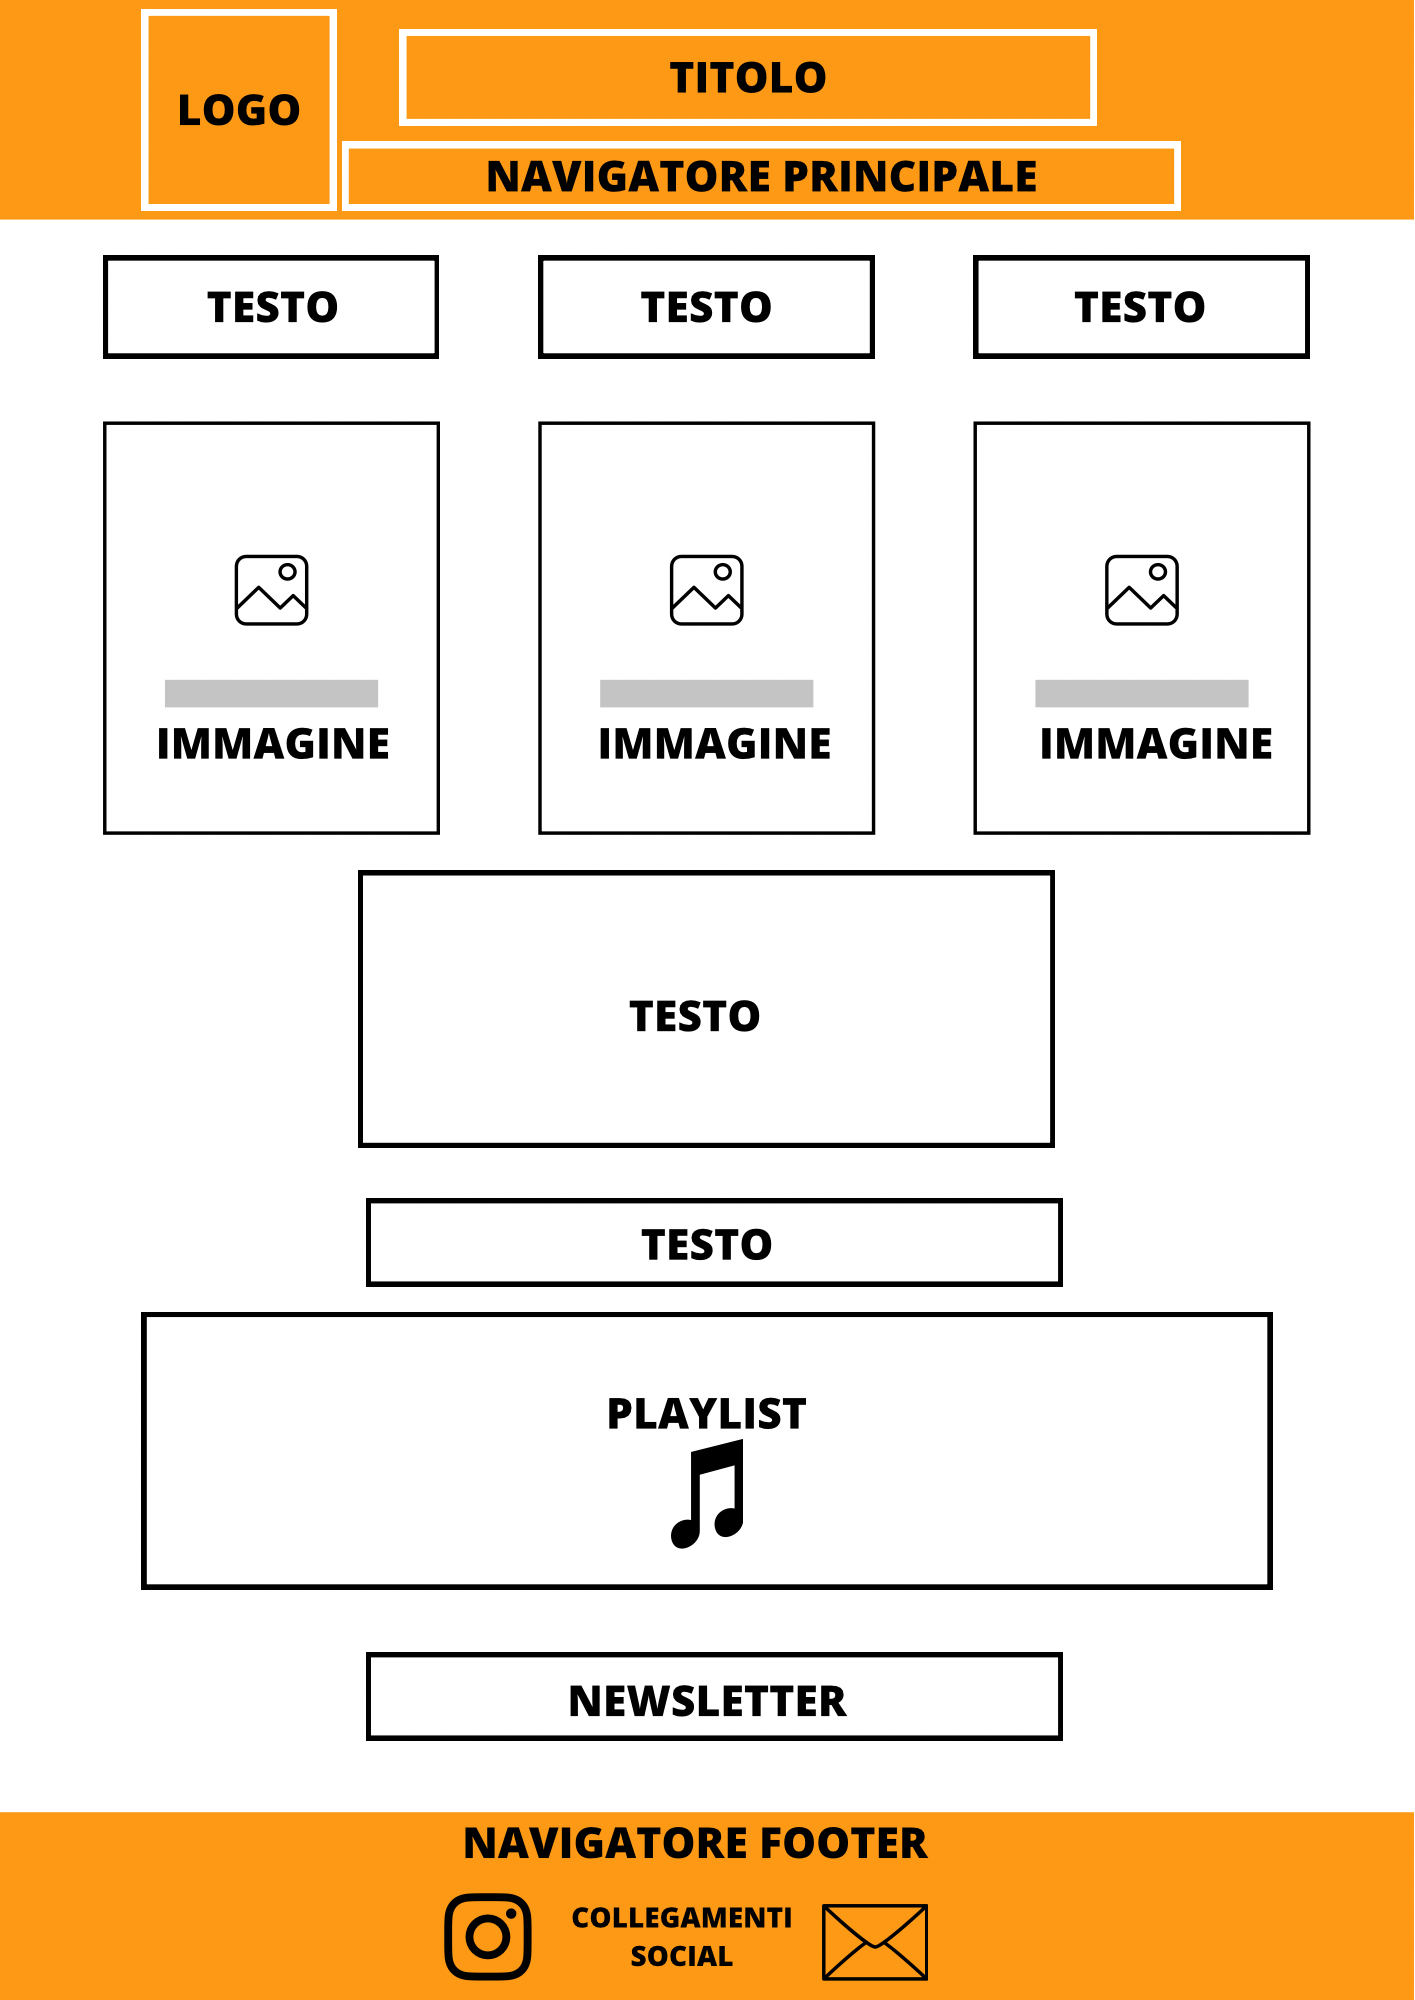 LOGO
TITOLO
NAVIGATORE PRINCIPALE
TESTO
TESTO
TESTO
IMMAGINE
IMMAGINE
IMMAGINE
TESTO
TESTO
PLAYLIST
NEWSLETTER
NAVIGATORE FOOTER
COLLEGAMENTI
SOCIAL